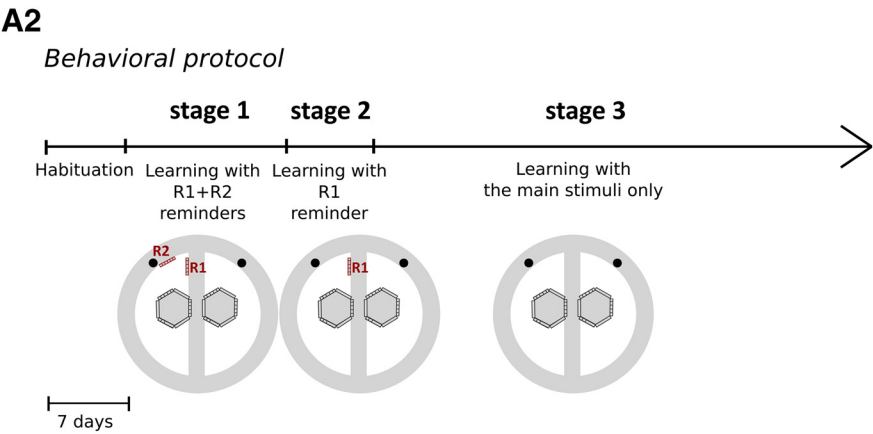 A2
Behavioral protocol
stage 1
stage 2
stage 3
Habituation
Learning with
R1+R2
reminders
Learning with
R1
reminder
Learning with
the main stimuli only
R2
R1
R1
7 days